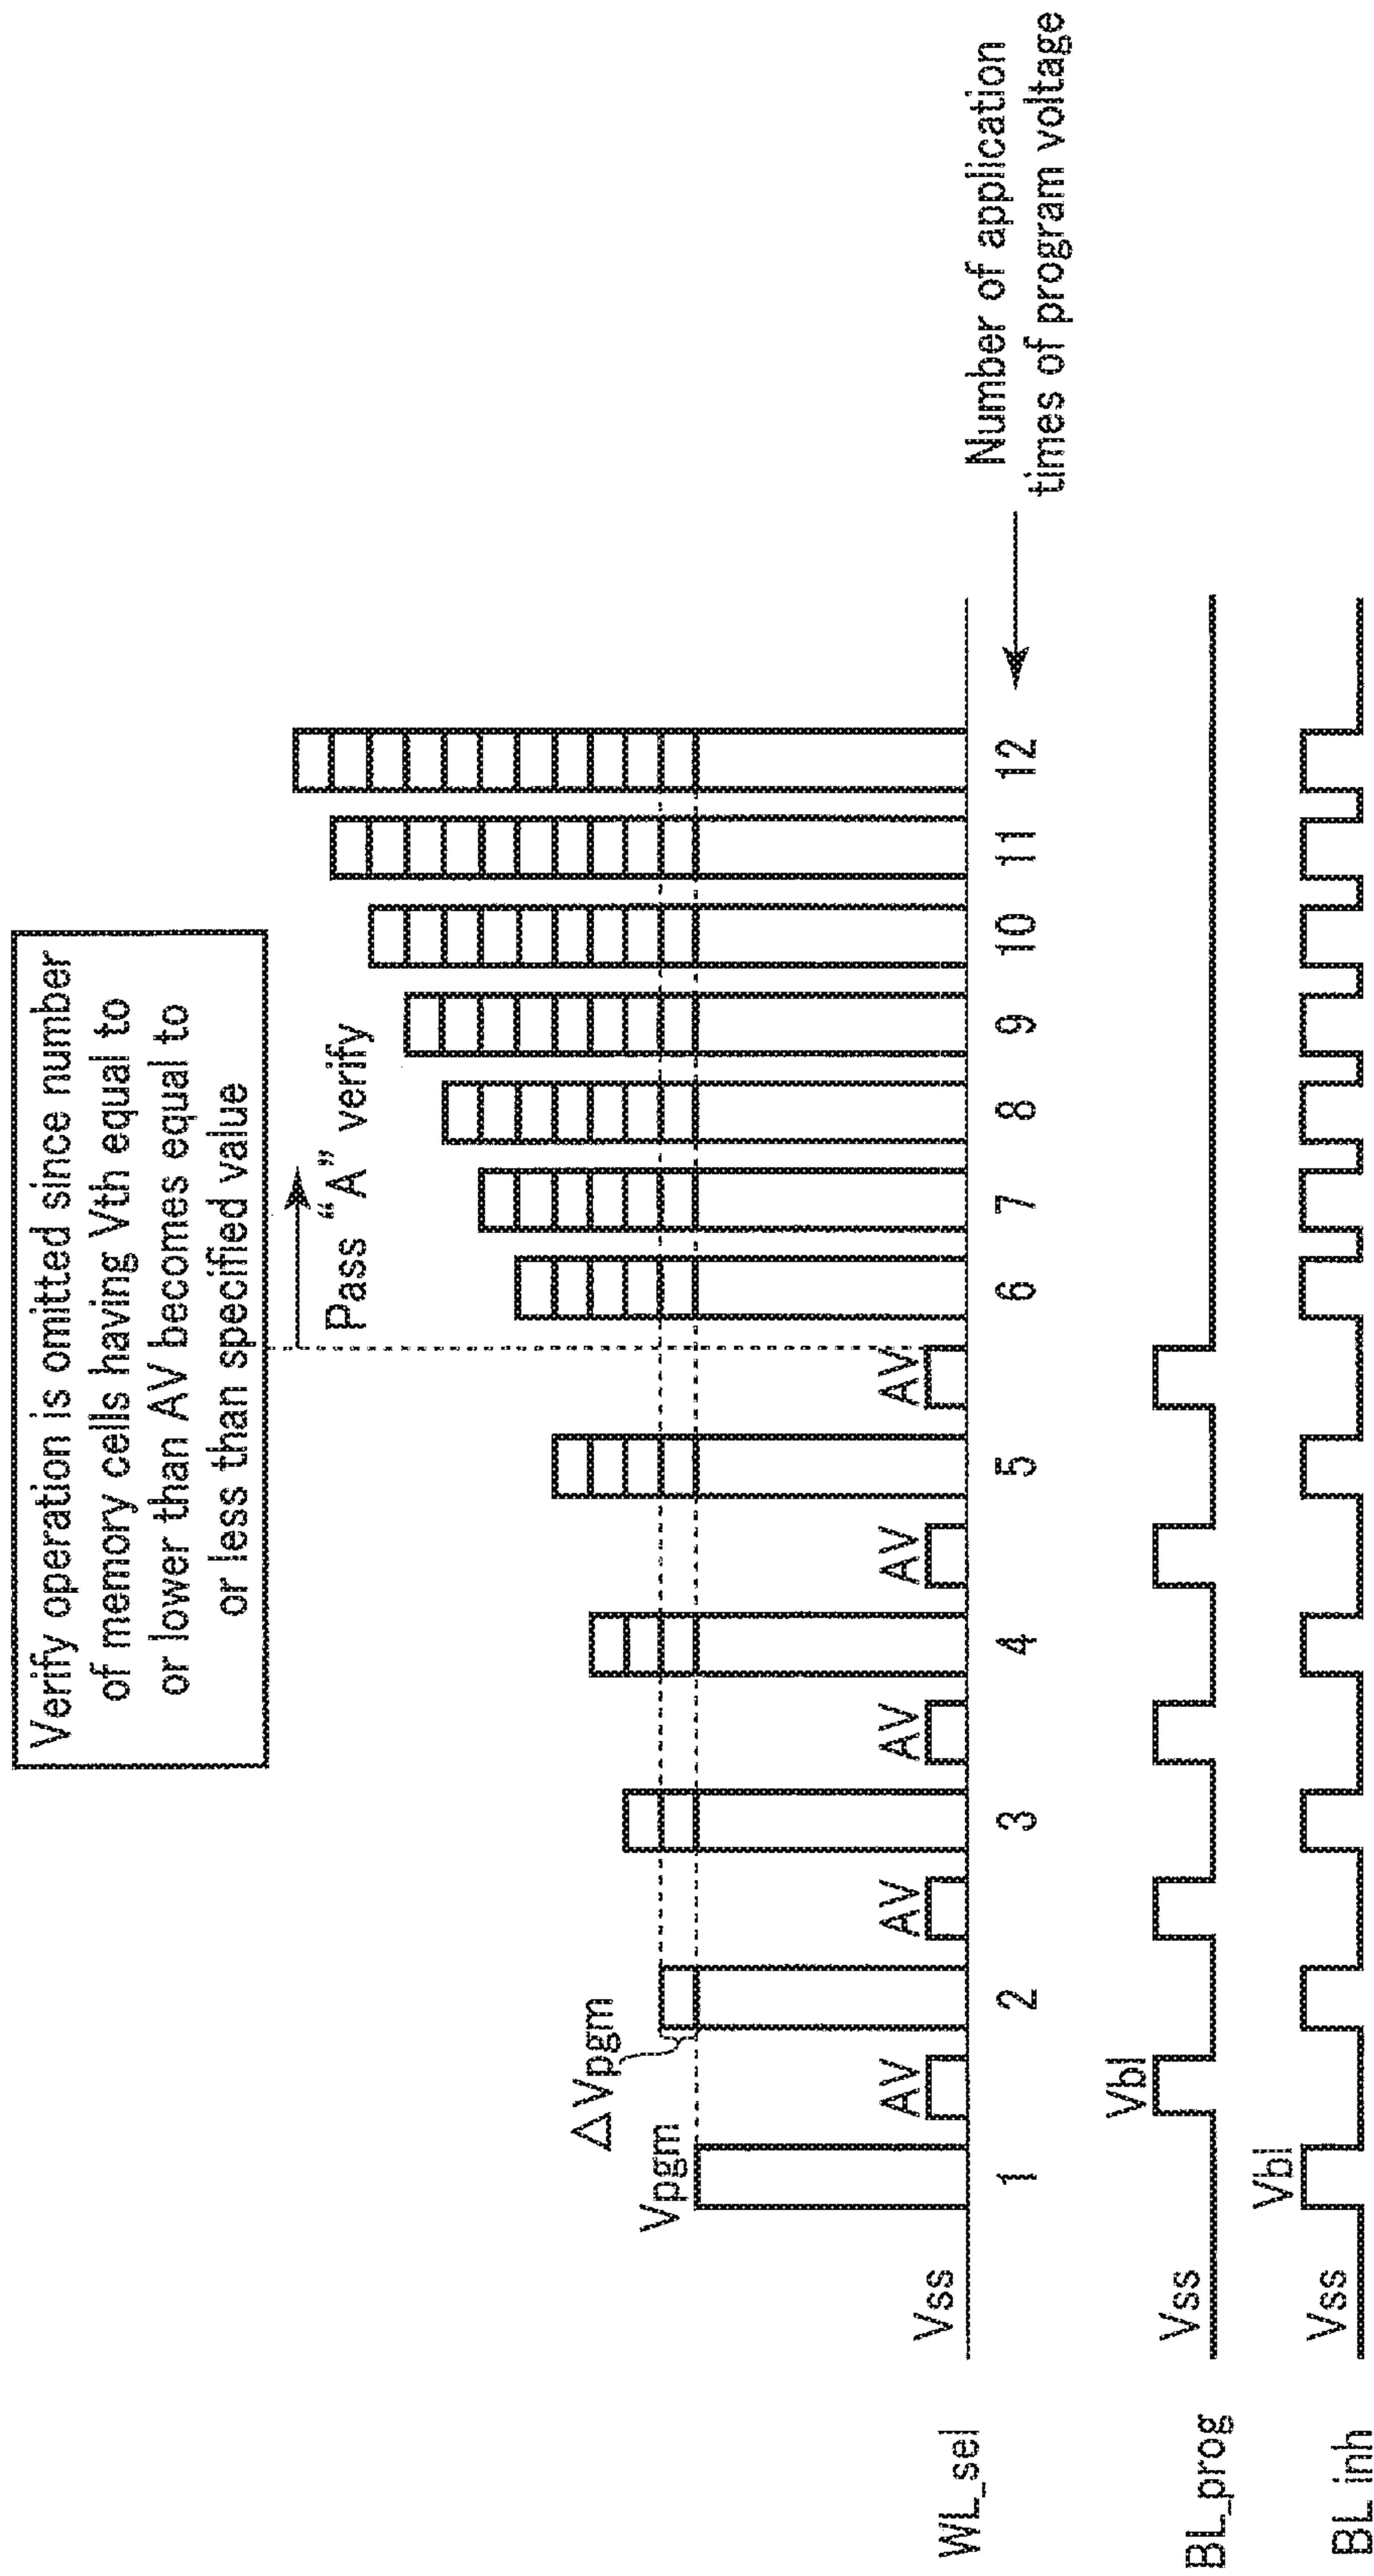 Verify operation is omitted since number
of memory cells having Vth equal to
or lower than AV becomes equal to
or less than specified value
Pass “A” verify
ΔVpgm
Vpgm
AV
AV
AV
AV
AV
WL_sel
Vss
1 2 3 4 5 6 7 8 9 10 11 12
Number of application
times of program voltage
BL_prog
Vss
Vbl
BL_inh
Vss
Vbl